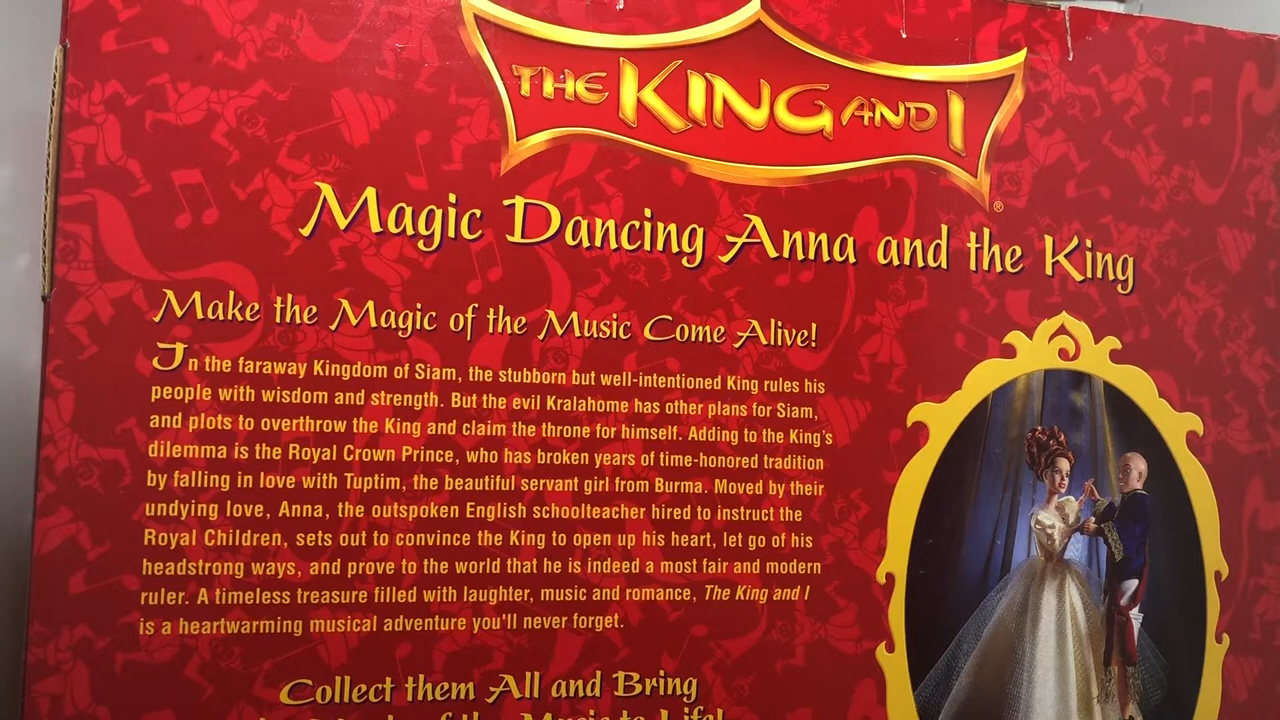 THE KING AND I
®
Magic Dancing Anna and the King
Make the Magic of the Music Come Alive!
In the faraway Kingdom of Siam, the stubborn but well-intentioned King rules his
people with wisdom and strength. But the evil Kralahome has other plans for Siam,
and plots to overthrow the King and claim the throne for himself. Adding to the King's
dilemma is the Royal Crown Prince, who has broken years of time-honored tradition
by falling in love with Tuptim, the beautiful servant girl from Burma. Moved by their
undying love, Anna, the outspoken English schoolteacher hired to instruct the
Royal Children, sets out to convince the King to open up his heart, let go of his
headstrong ways, and prove to the world that he is indeed a most fair and modern
ruler. A timeless treasure filled with laughter, music and romance, The King and I
is a heartwarming musical adventure you'll never forget.
Collect them All and Bring
of the Music to Life!